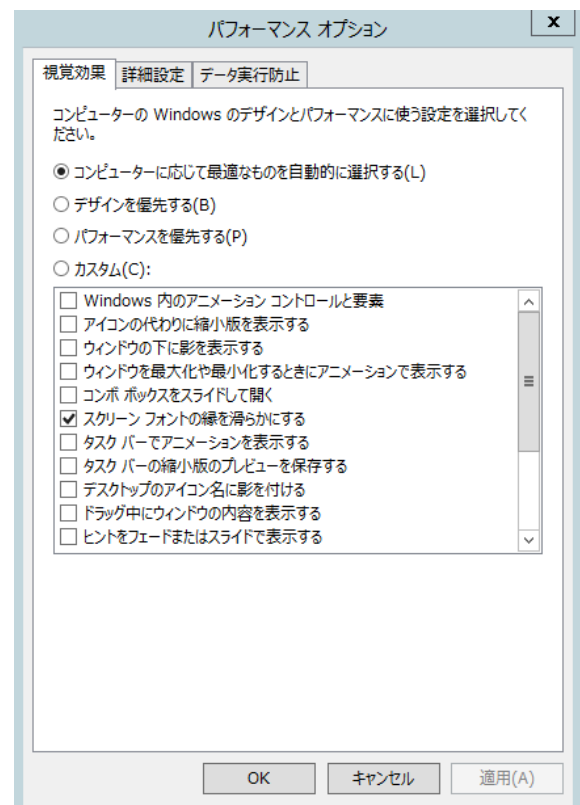 パフォーマンス オプション
x
視覚効果 詳細設定 データ実行防止
コンピューターの Windows のデザインとパフォーマンスに使う設定を選択してく
ださい。
コンピューターに応じて最適なものを自動的に選択する(L)
デザインを優先する(B)
パフォーマンスを優先する(P)
カスタム(C):
Windows 内のアニメーション コントロールと要素
アイコンの代わりに縮小版を表示する
ウィンドウの下に影を表示する
ウィンドウを最大化や最小化するときにアニメーションで表示する
コンボ ボックスをスライドして開く
スクリーン フォントの縁を滑らかにする
タスク バーでアニメーションを表示する
タスク バーの縮小版のプレビューを保存する
デスクトップのアイコン名に影を付ける
ドラッグ中にウィンドウの内容を表示する
ヒントをフェードまたはスライドで表示する
OK キャンセル 適用(A)